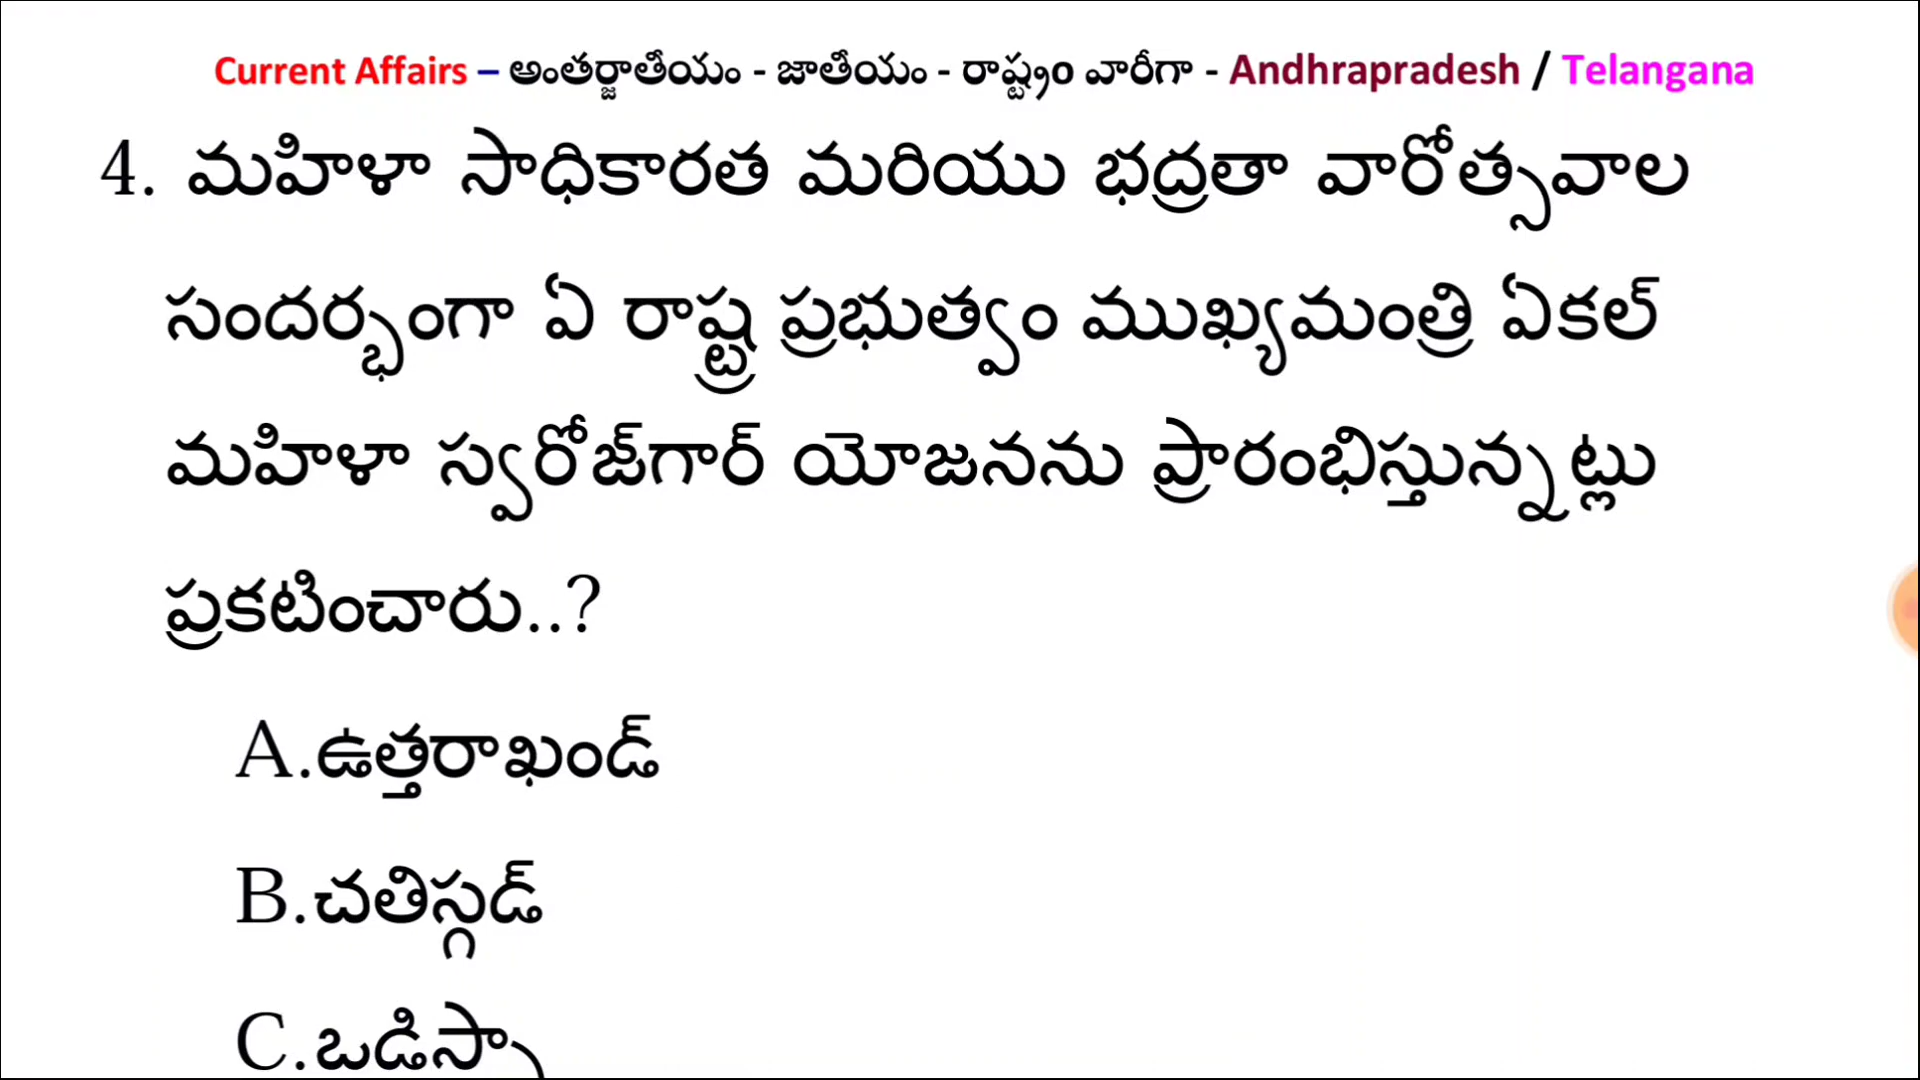 Current Affairs – అంతర్జాతీయం - జాతీయం - రాష్ట్రం వారీగా - Andhrapradesh / Telangana
4. మహిళా సాధికారత మరియు భద్రతా వారోత్సవాల
సందర్భంగా ఏ రాష్ట్ర ప్రభుత్వం ముఖ్యమంత్రి ఏకల్
మహిళా స్వరోజ్‌గార్ యోజనను ప్రారంభిస్తున్నట్లు
ప్రకటించారు..?
A.ఉత్తరాఖండ్
B.చతిస్గడ్
C.ఒడిస్సా